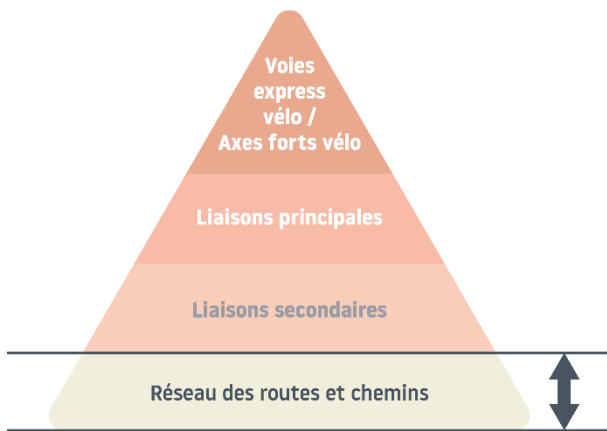 Voies
express
vélo /
Axes forts vélo
Liaisons principales
Liaisons secondaires
Réseau des routes et chemins